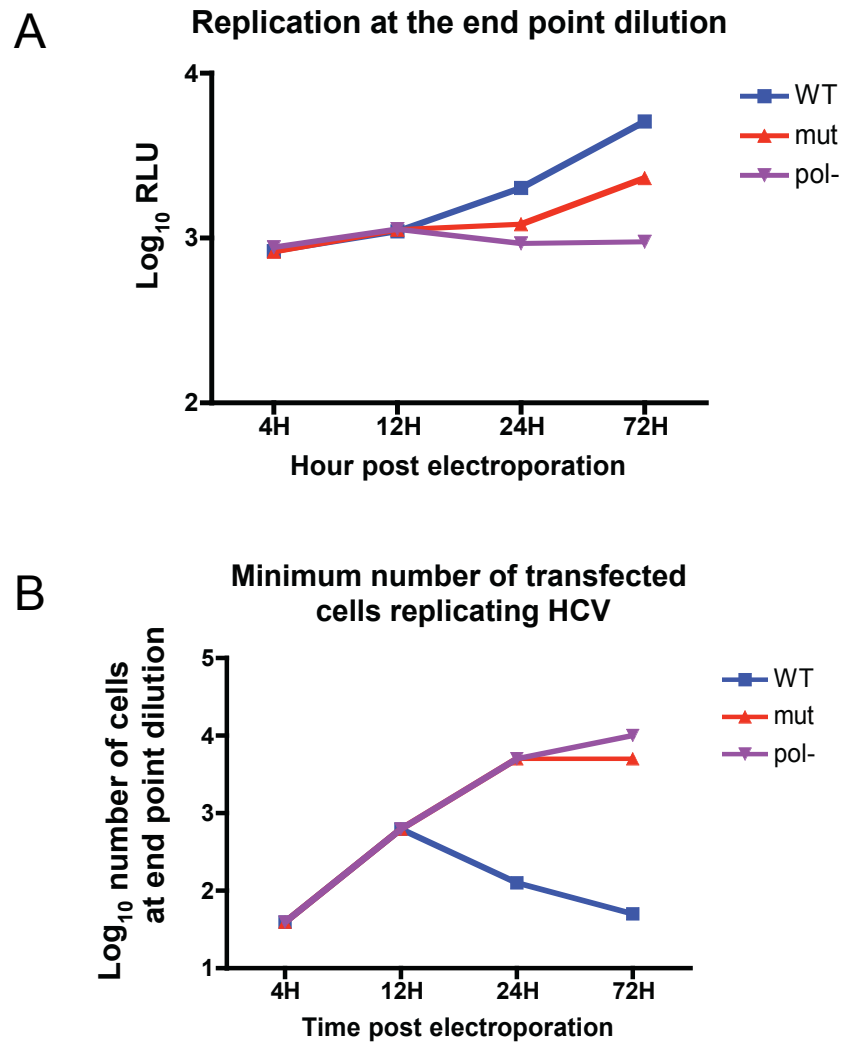 A
Replication at the end point dilution
Log10 RLU
4
3
2
4H 12H 24H 72H
Hour post electroporation
WT
mut
pol-
B
Minimum number of transfected
cells replicating HCV
Log10 number of cells
at end point dilution
5
4
3
2
1
4H 12H 24H 72H
Time post electroporation
WT
mut
pol-